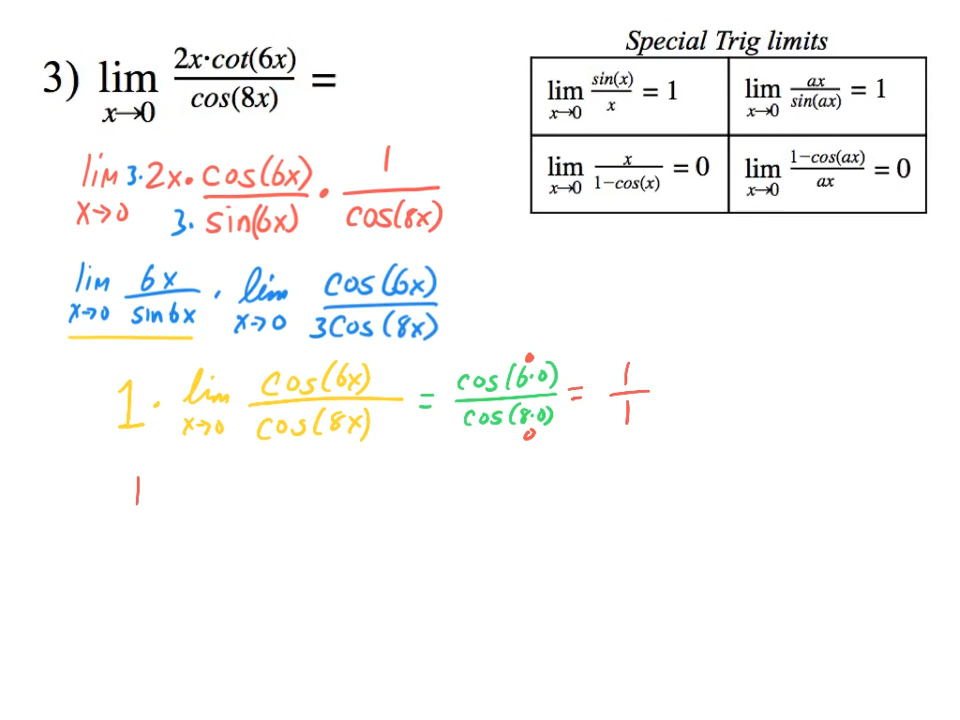 3) lim x→0 2x·cot(6x) / cos(8x) =
Special Trig limits
lim x→0 sin(x) / x = 1
lim x→0 ax / sin(ax) = 1
lim x→0 x / 1−cos(x) = 0
lim x→0 1−cos(ax) / ax = 0
lim x→0 3·2x · cos(6x) / 3·sin(6x) · 1 / cos(8x)
lim x→0 6x / sin6x · lim x→0 cos(6x) / 3cos(8x)
1 · lim x→0 cos(6x) / cos(8x) = cos(6·0) / cos(8·0) = 1 / 1
0
1